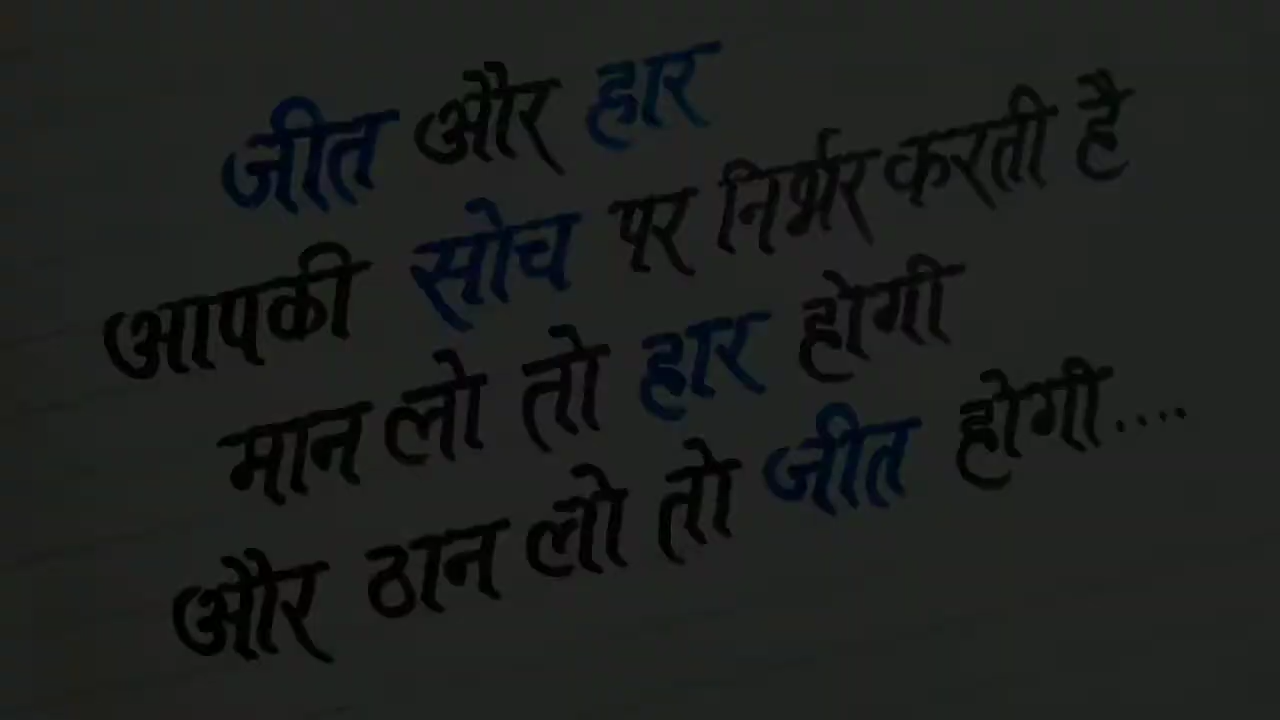 जीत और हार
आपकी सोच पर निर्भर करती है
मान लो तो हार होगी
और ठान लो तो जीत होगी....